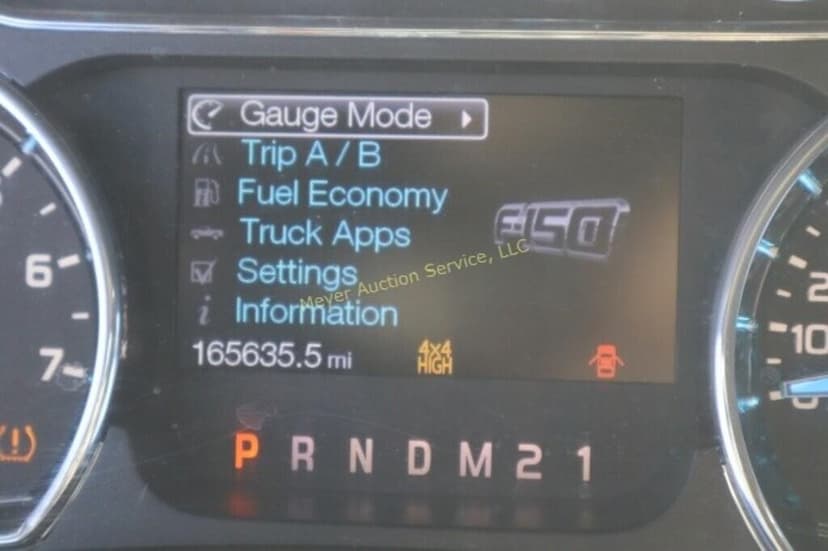 Gauge Mode
Trip A / B
Fuel Economy
Truck Apps
Settings
Information
F-150
Meyer Auction Service, LLC
165635.5 mi
4x4
HIGH
P R N D M 2 1
6
7
10
0